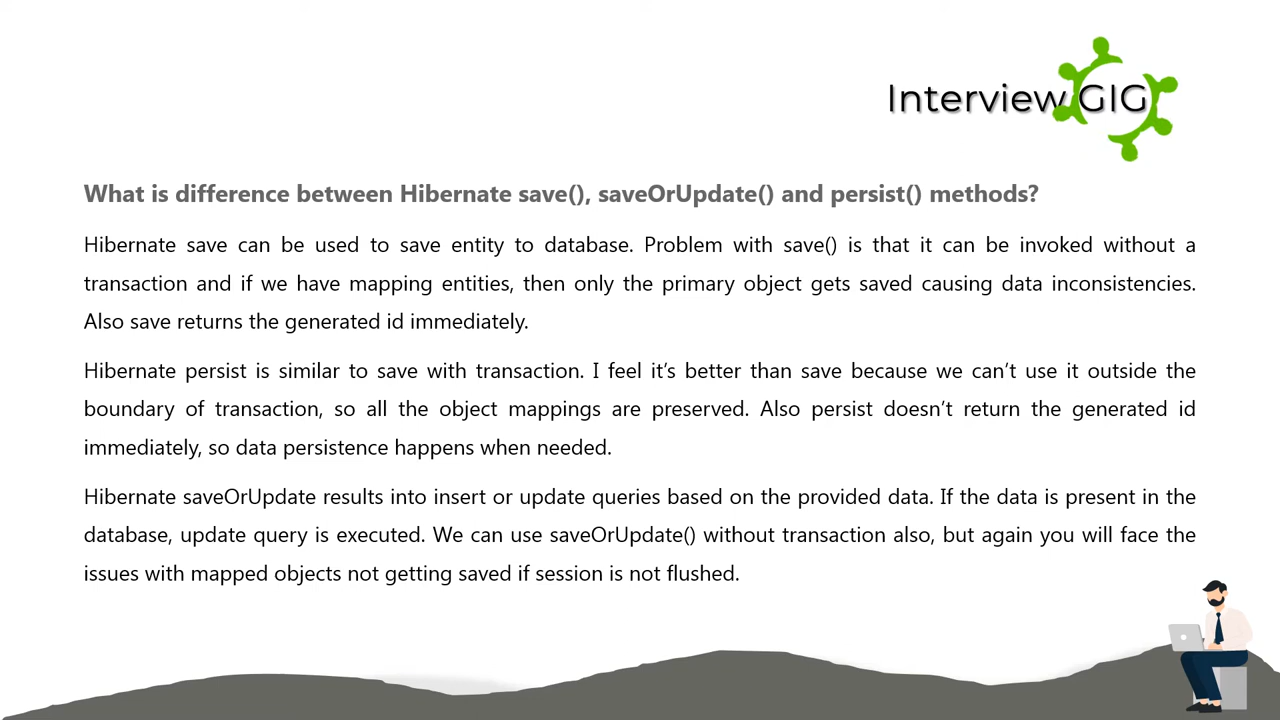 Interview GIG
What is difference between Hibernate save(), saveOrUpdate() and persist() methods?
Hibernate save can be used to save entity to database. Problem with save() is that it can be invoked without a
transaction and if we have mapping entities, then only the primary object gets saved causing data inconsistencies.
Also save returns the generated id immediately.
Hibernate persist is similar to save with transaction. I feel it’s better than save because we can’t use it outside the
boundary of transaction, so all the object mappings are preserved. Also persist doesn’t return the generated id
immediately, so data persistence happens when needed.
Hibernate saveOrUpdate results into insert or update queries based on the provided data. If the data is present in the
database, update query is executed. We can use saveOrUpdate() without transaction also, but again you will face the
issues with mapped objects not getting saved if session is not flushed.